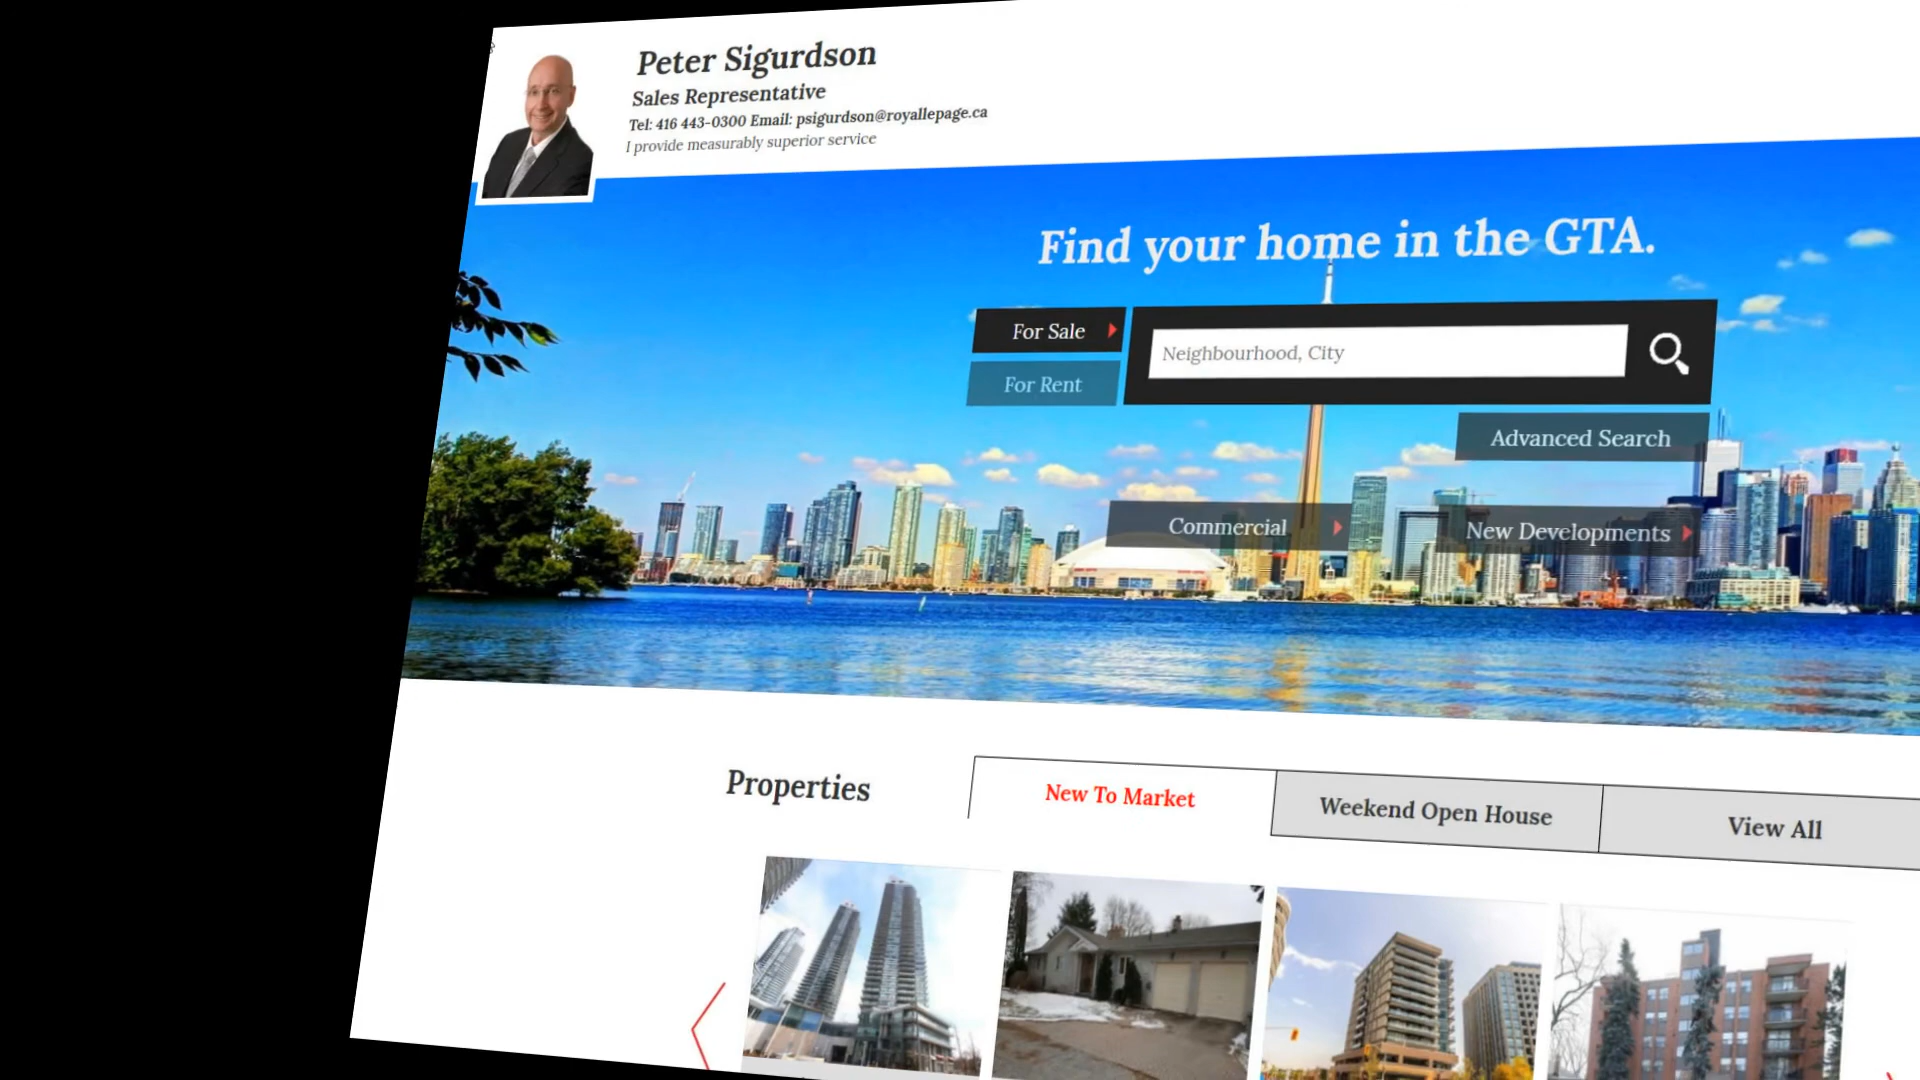 Peter Sigurdson
Sales Representative
Tel: 416 443-0300 Email: psigurdson@royallepage.ca
I provide measurably superior service
Find your home in the GTA.
For Sale
Neighbourhood, City
For Rent
Advanced Search
Commercial
New Developments
Properties
New To Market
Weekend Open House
View All